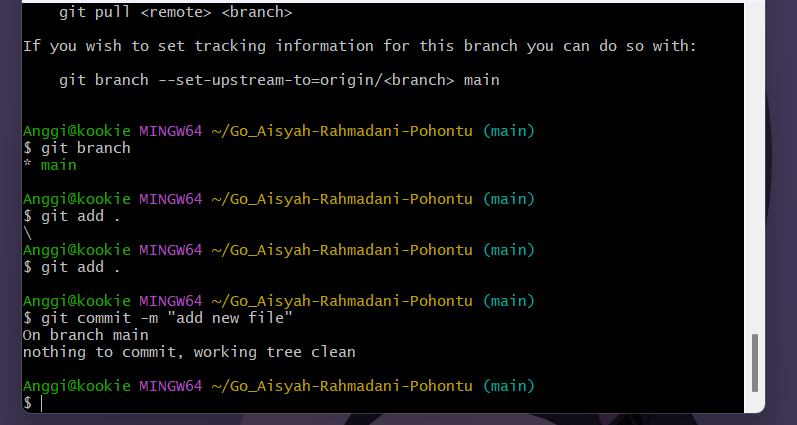 git pull <remote> <branch>
If you wish to set tracking information for this branch you can do so with:
git branch --set-upstream-to=origin/<branch> main
Anggi@kookie MINGW64 ~/Go_Aisyah-Rahmadani-Pohontu (main)
$ git branch
* main
Anggi@kookie MINGW64 ~/Go_Aisyah-Rahmadani-Pohontu (main)
$ git add .
\
Anggi@kookie MINGW64 ~/Go_Aisyah-Rahmadani-Pohontu (main)
$ git add .
Anggi@kookie MINGW64 ~/Go_Aisyah-Rahmadani-Pohontu (main)
$ git commit -m "add new file"
On branch main
nothing to commit, working tree clean
Anggi@kookie MINGW64 ~/Go_Aisyah-Rahmadani-Pohontu (main)
$